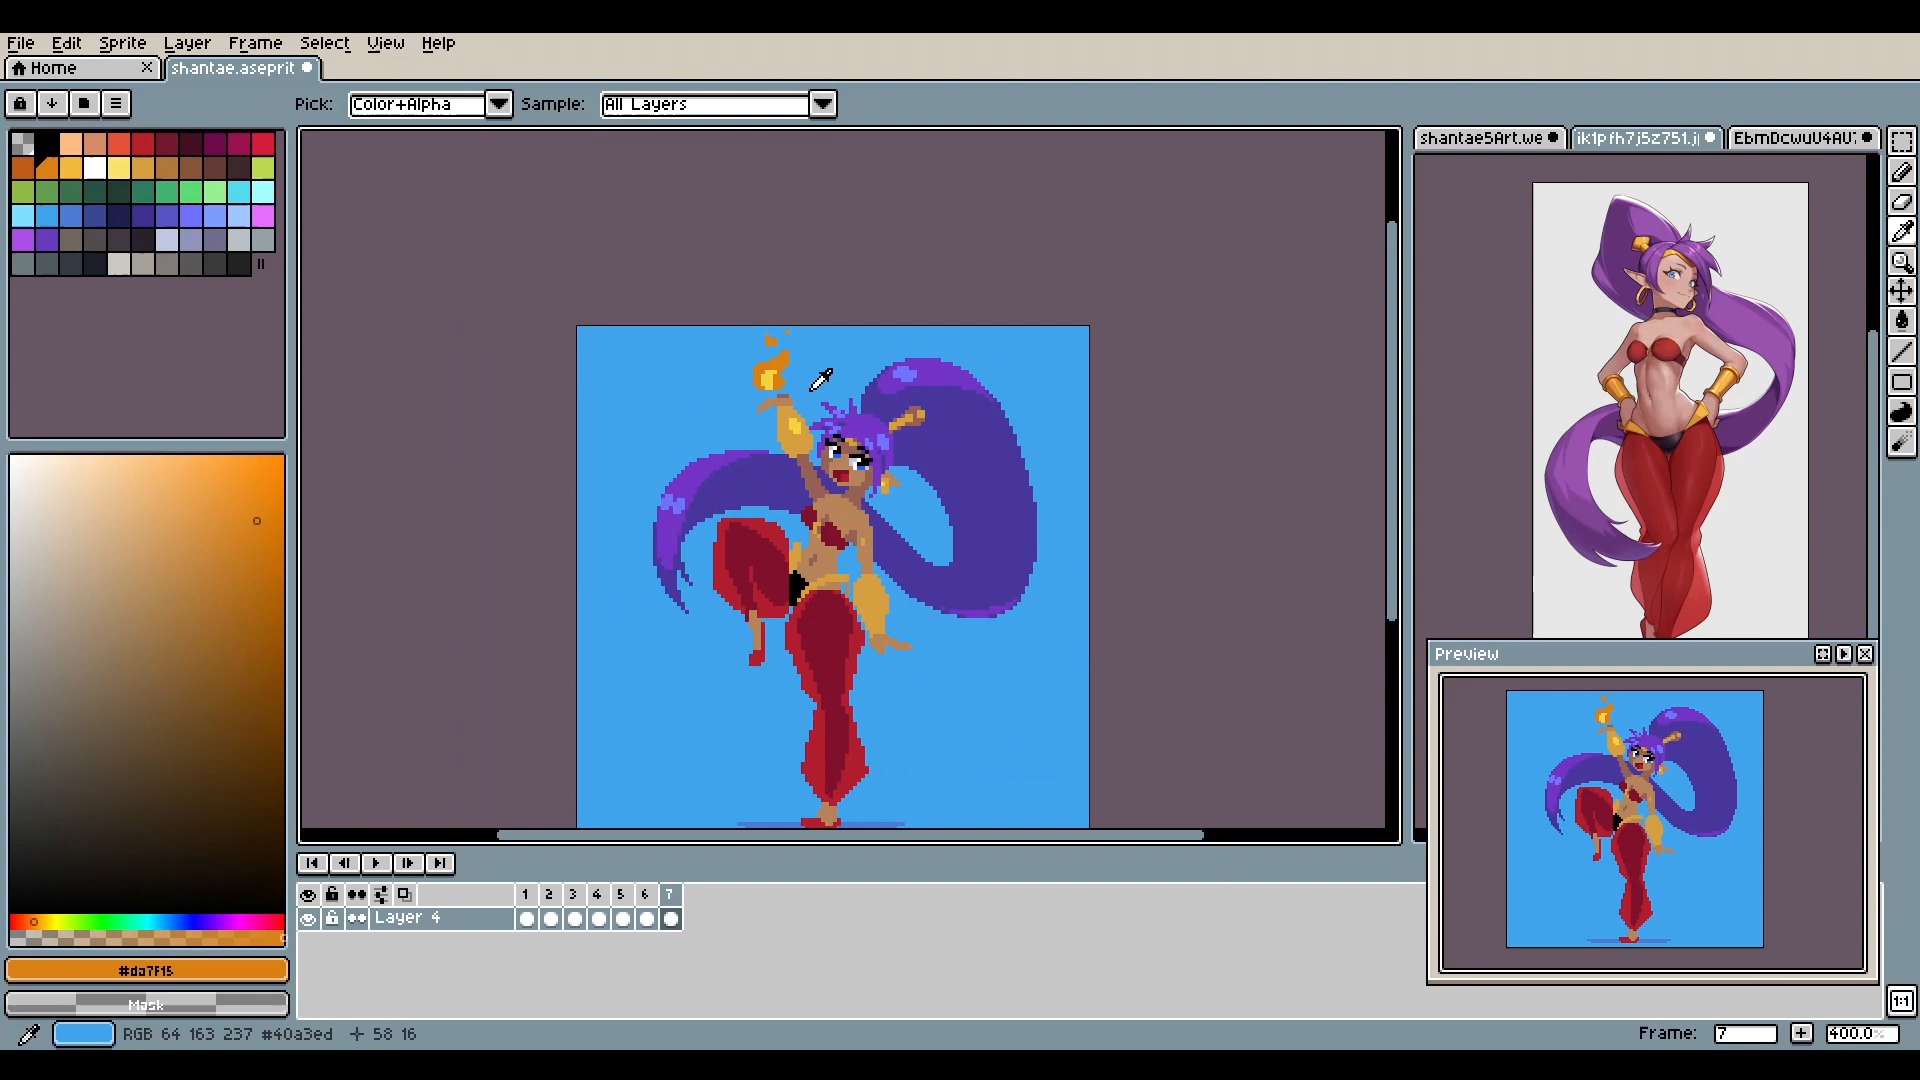 File Edit Sprite Layer Frame Select View Help
Home shantae.aseprit
Pick: Color+Alpha Sample: All Layers
shantae5Art.we ik1pfh7j5z751.j EbmDcwuU4AU
Preview
1 2 3 4 5 6 7
Layer 4
#da7f15
Mask
1:1
RGB 64 163 237 #40a3ed 58 16 Frame: 7 400.0